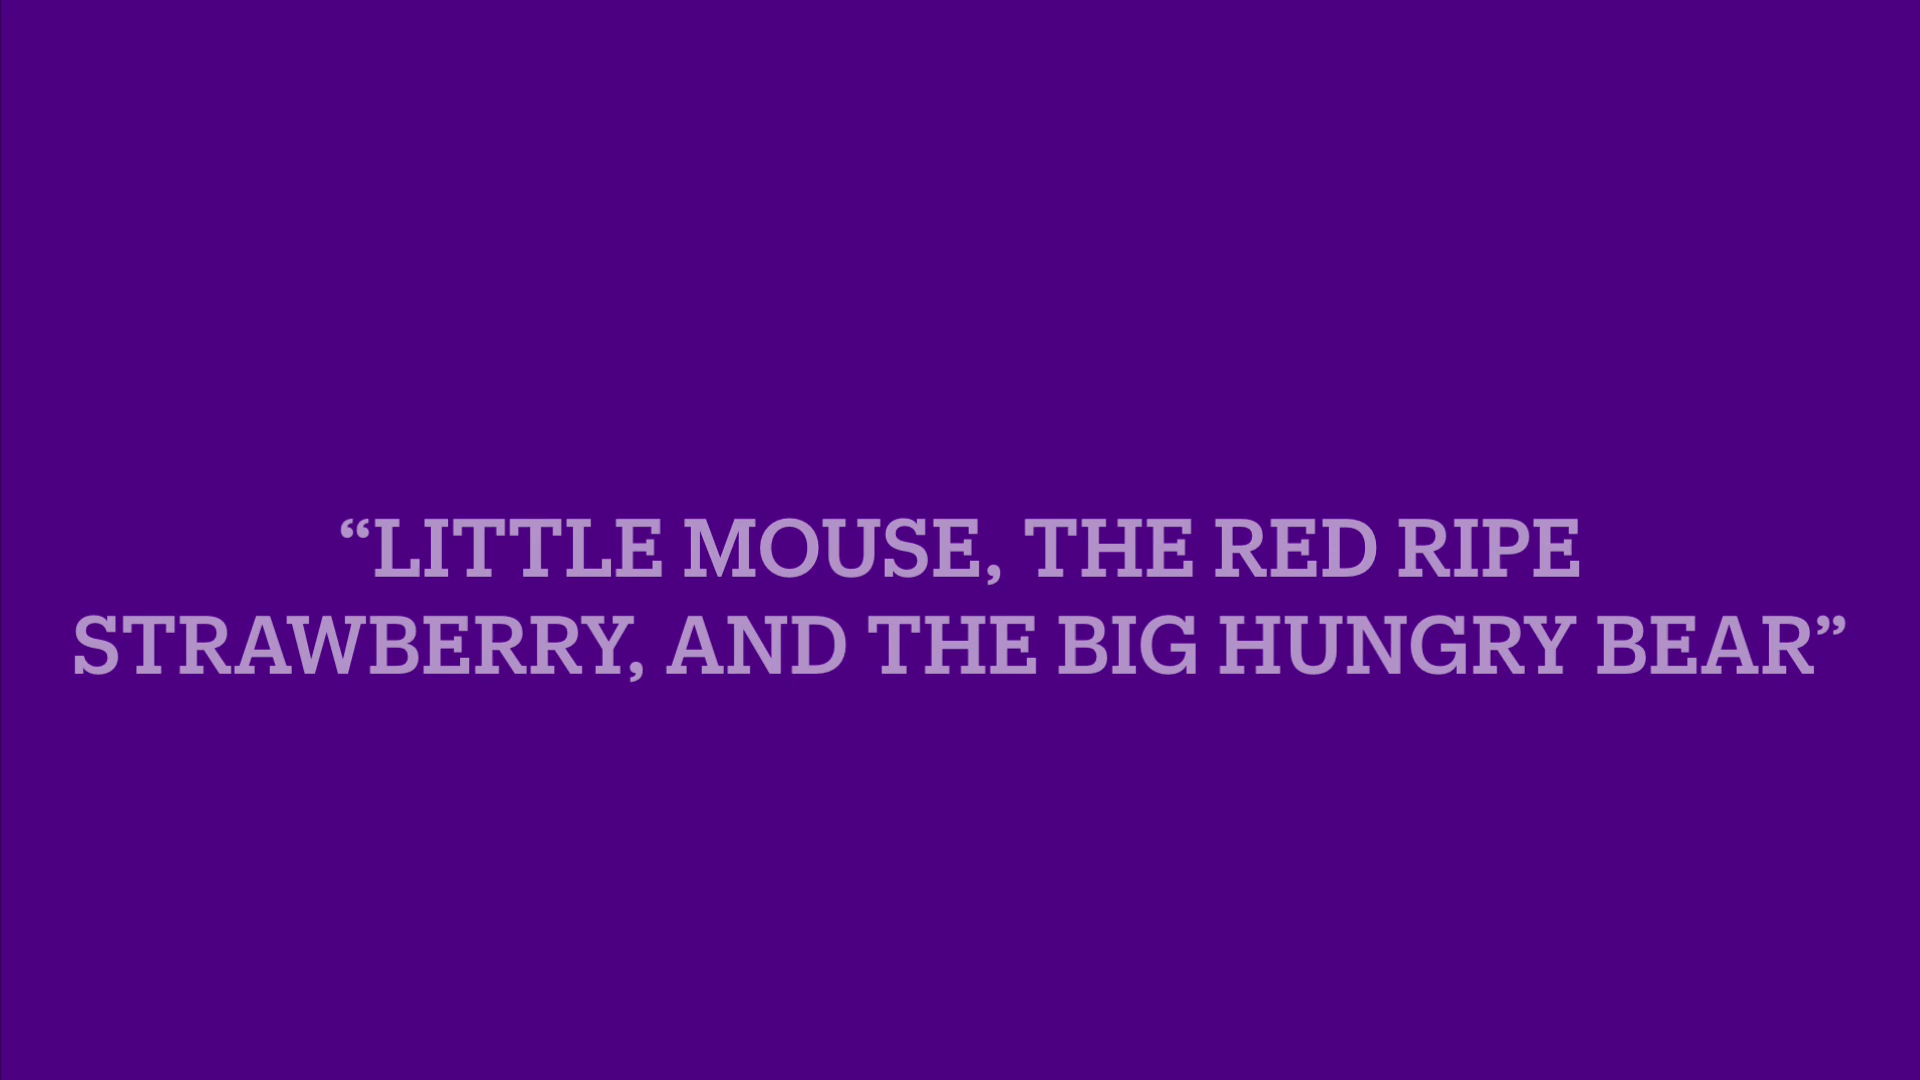 “LITTLE MOUSE, THE RED RIPE
STRAWBERRY, AND THE BIG HUNGRY BEAR”